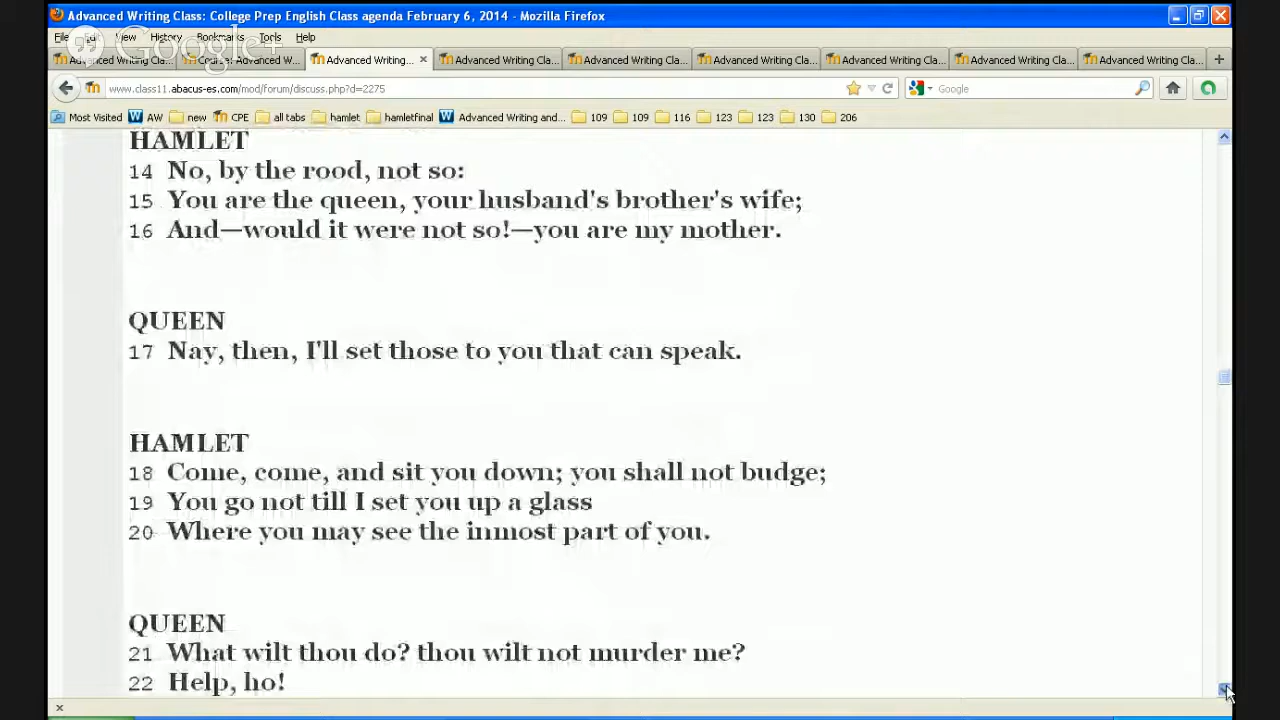 Advanced Writing Class: College Prep English Class agenda February 6, 2014 - Mozilla Firefox
File Edit View History Bookmarks Tools Help
Google+
Advanced Writing Cla... Course: Advanced W... Advanced Writing... Advanced Writing Cla... Advanced Writing Cla... Advanced Writing Cla... Advanced Writing Cla... Advanced Writing Cla... Advanced Writing Cla...
www.class11.abacus-es.com/mod/forum/discuss.php?d=2275 Google
Most Visited AW new CPE all tabs hamlet hamletfinal Advanced Writing and... 109 109 116 123 123 130 206
HAMLET
14 No, by the rood, not so:
15 You are the queen, your husband's brother's wife;
16 And—would it were not so!—you are my mother.
QUEEN
17 Nay, then, I'll set those to you that can speak.
HAMLET
18 Come, come, and sit you down; you shall not budge;
19 You go not till I set you up a glass
20 Where you may see the inmost part of you.
QUEEN
21 What wilt thou do? thou wilt not murder me?
22 Help, ho!